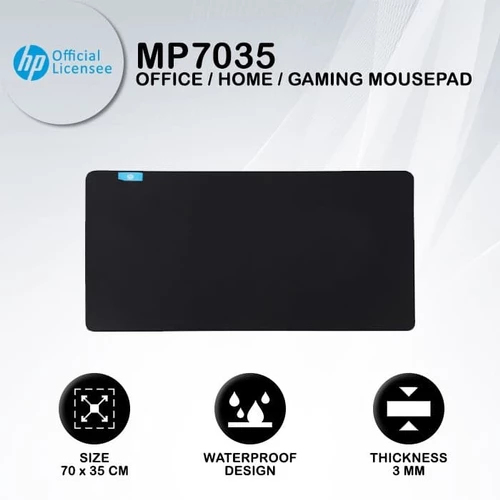 hp Official
Licensee
MP7035
OFFICE / HOME / GAMING MOUSEPAD
SIZE
70 x 35 CM
WATERPROOF
DESIGN
THICKNESS
3 MM